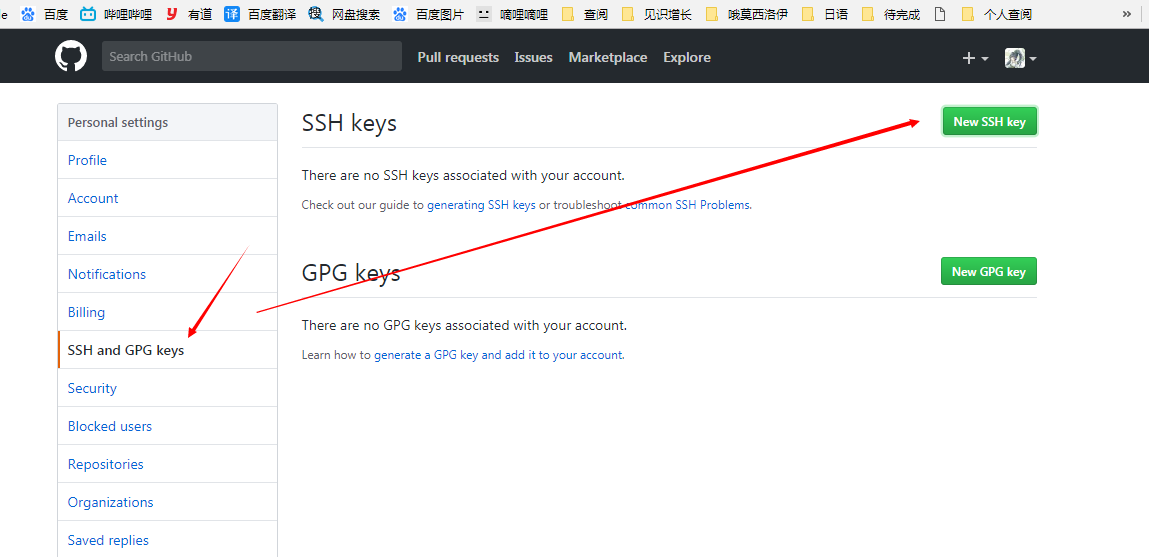 le 百度 哔哩哔哩 有道 译 百度翻译 网盘搜索 百度图片 嘀哩嘀哩 查阅 见识增长 哦莫西洛伊 日语 待完成 个人查阅 »
Search GitHub Pull requests Issues Marketplace Explore
Personal settings
Profile
Account
Emails
Notifications
Billing
SSH and GPG keys
Security
Blocked users
Repositories
Organizations
Saved replies
SSH keys New SSH key
There are no SSH keys associated with your account.
Check out our guide to generating SSH keys or troubleshoot common SSH Problems.
GPG keys New GPG key
There are no GPG keys associated with your account.
Learn how to generate a GPG key and add it to your account.